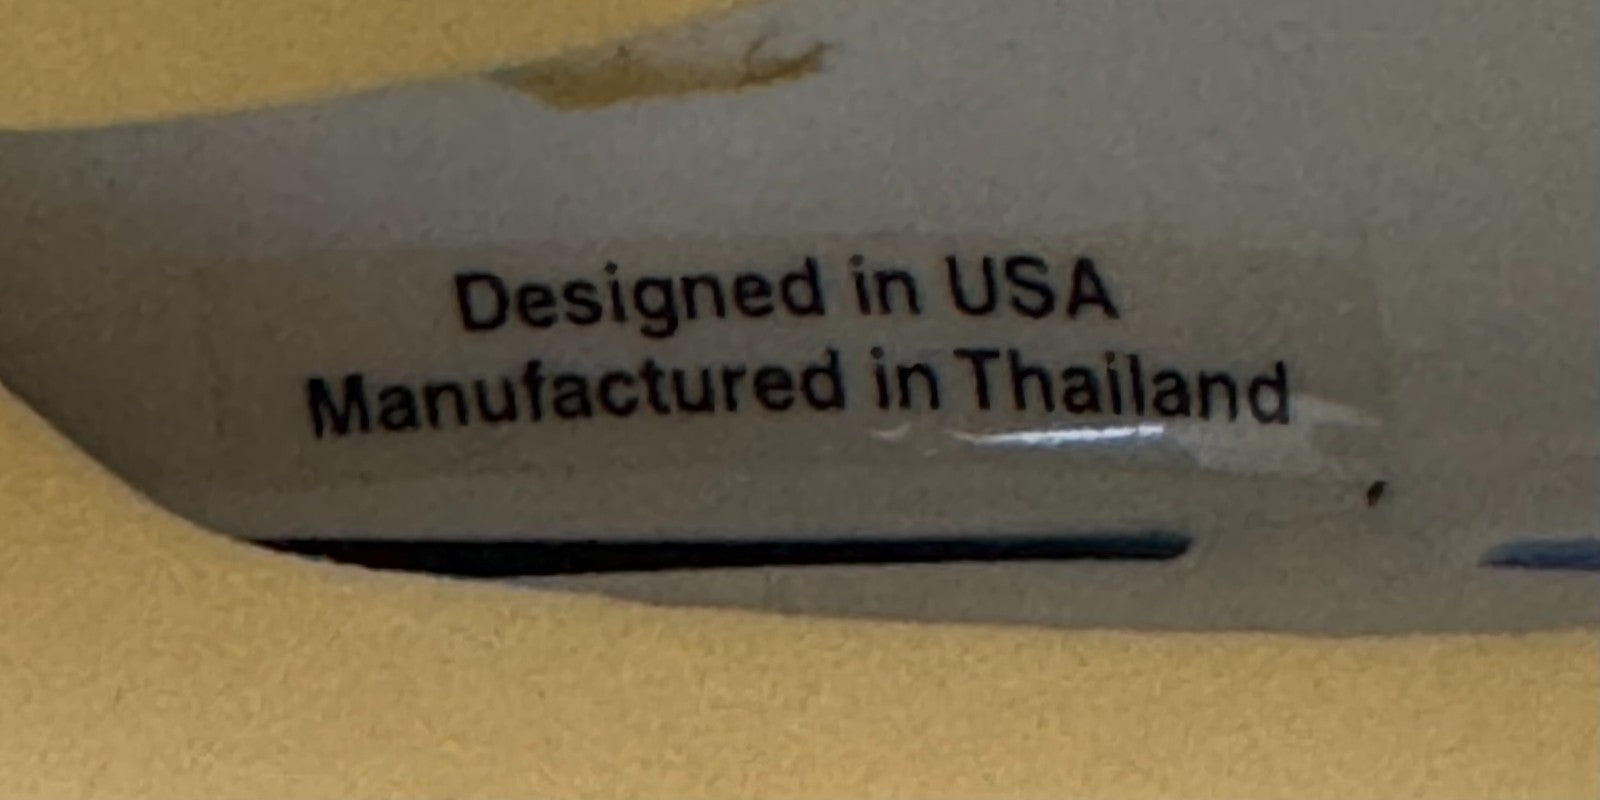 Designed in USA
Manufactured in Thailand